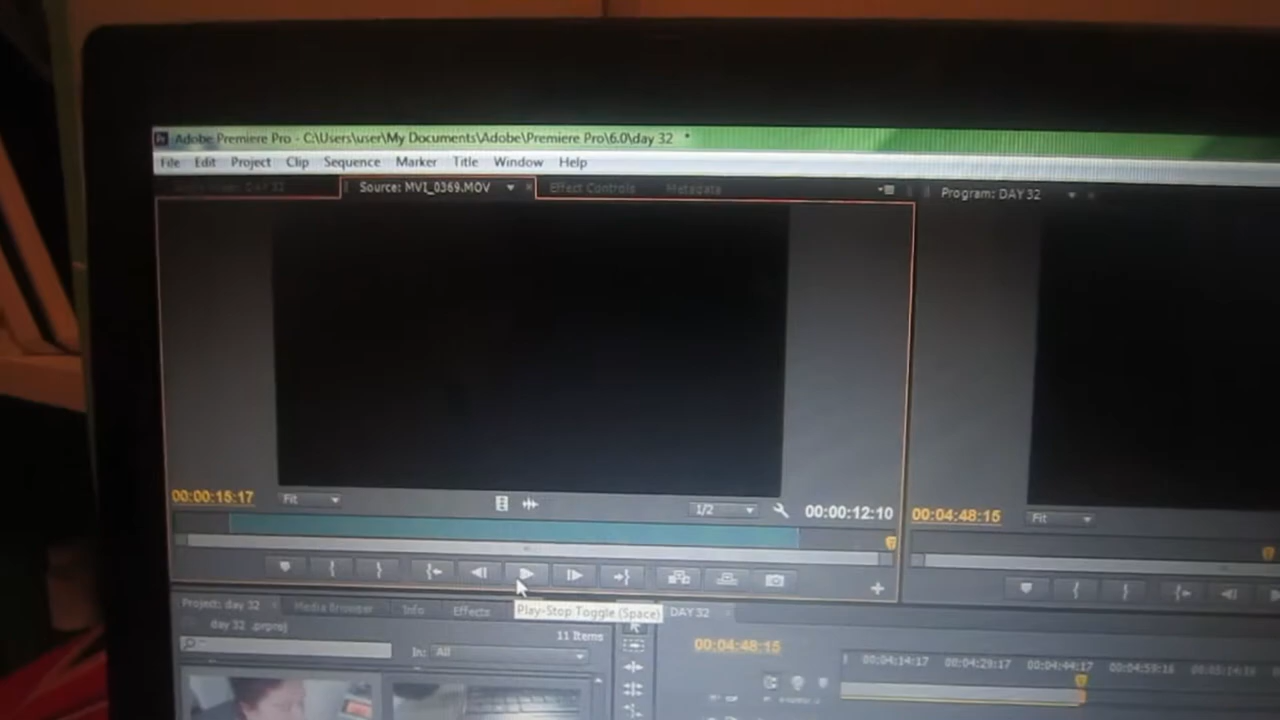 Adobe Premiere Pro - C:\Users\user\My Documents\Adobe\Premiere Pro\6.0\day 32 *
File Edit Project Clip Sequence Marker Title Window Help
DAY 32 Source: MVI_0369.MOV Effect Controls Metadata Program: DAY 32
00:00:15:17 Fit 1/2 00:00:12:10 00:04:48:15 Fit
Play-Stop Toggle (Space)
Project: day 32 Media Browser Info Effects DAY 32
day 32 .prproj
11 Items
In: All
00:04:48:15
00:04:14:17 00:04:29:17 00:04:44:17 00:04:59:16 00:05:14:16